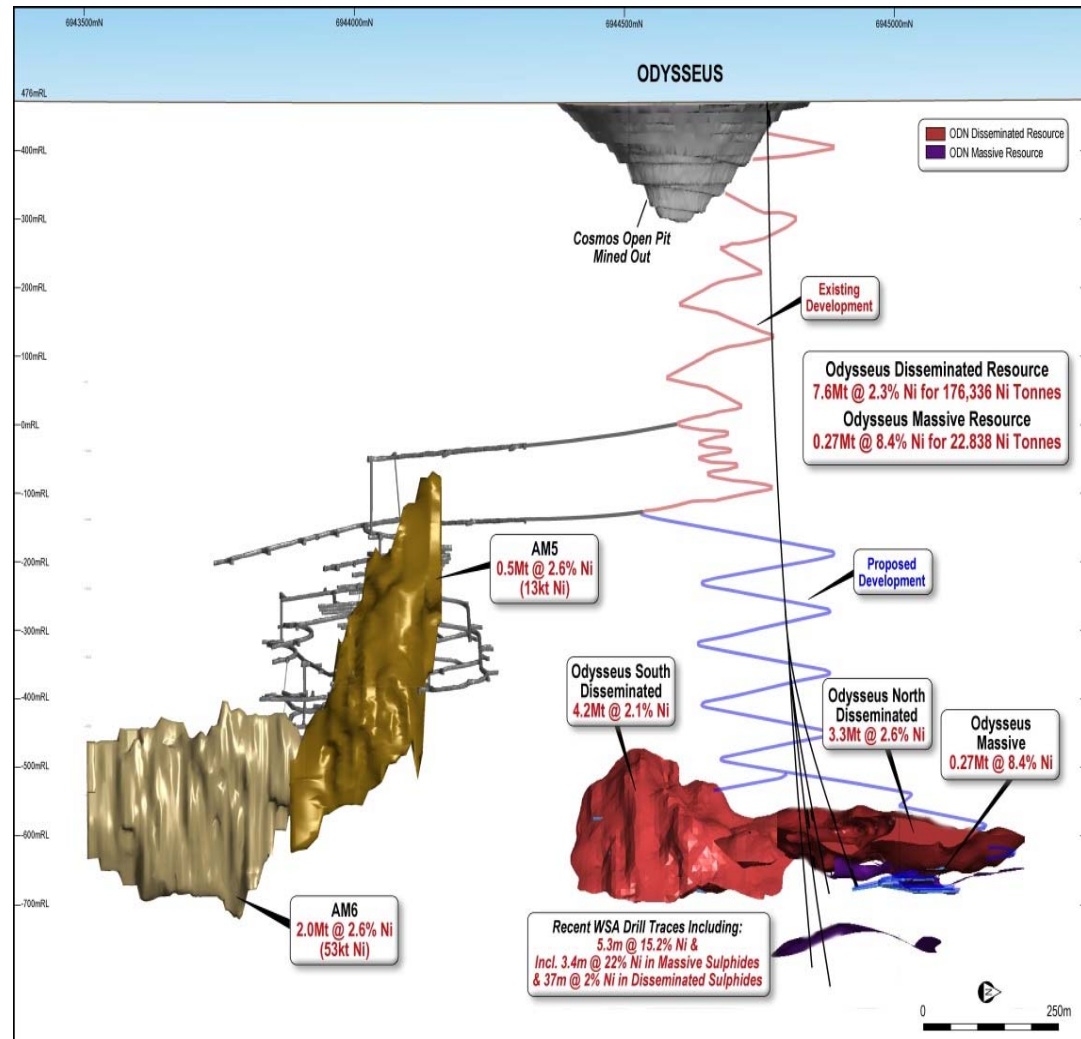 6943500mN
6944000mN
6944500mN
6945000mN
ODYSSEUS
476mRL
400mRL
300mRL
200mRL
100mRL
0mRL
-100mRL
-200mRL
-300mRL
-400mRL
-500mRL
-600mRL
-700mRL
ODN Disseminated Resource
ODN Massive Resource
Cosmos Open Pit
Mined Out
Existing
Development
Odysseus Disseminated Resource
7.6Mt @ 2.3% Ni for 176,336 Ni Tonnes
Odysseus Massive Resource
0.27Mt @ 8.4% Ni for 22.838 Ni Tonnes
AM5
0.5Mt @ 2.6% Ni
(13kt Ni)
Proposed
Development
Odysseus South
Disseminated
4.2Mt @ 2.1% Ni
Odysseus North
Disseminated
3.3Mt @ 2.6% Ni
Odysseus
Massive
0.27Mt @ 8.4% Ni
AM6
2.0Mt @ 2.6% Ni
(53kt Ni)
Recent WSA Drill Traces Including:
5.3m @ 15.2% Ni &
Incl. 3.4m @ 22% Ni in Massive Sulphides
& 37m @ 2% Ni in Disseminated Sulphides
N
0
250m